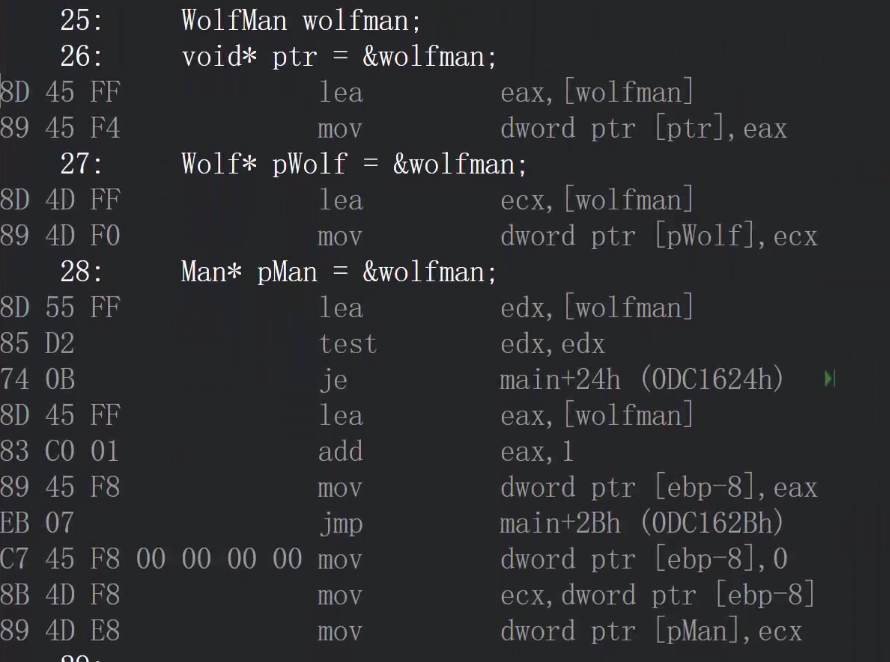 25: WolfMan wolfman;
26: void* ptr = &wolfman;
8D 45 FF lea eax,[wolfman]
89 45 F4 mov dword ptr [ptr],eax
27: Wolf* pWolf = &wolfman;
8D 4D FF lea ecx,[wolfman]
89 4D F0 mov dword ptr [pWolf],ecx
28: Man* pMan = &wolfman;
8D 55 FF lea edx,[wolfman]
85 D2 test edx,edx
74 0B je main+24h (0DC1624h)
8D 45 FF lea eax,[wolfman]
83 C0 01 add eax,1
89 45 F8 mov dword ptr [ebp-8],eax
EB 07 jmp main+2Bh (0DC162Bh)
C7 45 F8 00 00 00 00 mov dword ptr [ebp-8],0
8B 4D F8 mov ecx,dword ptr [ebp-8]
89 4D E8 mov dword ptr [pMan],ecx